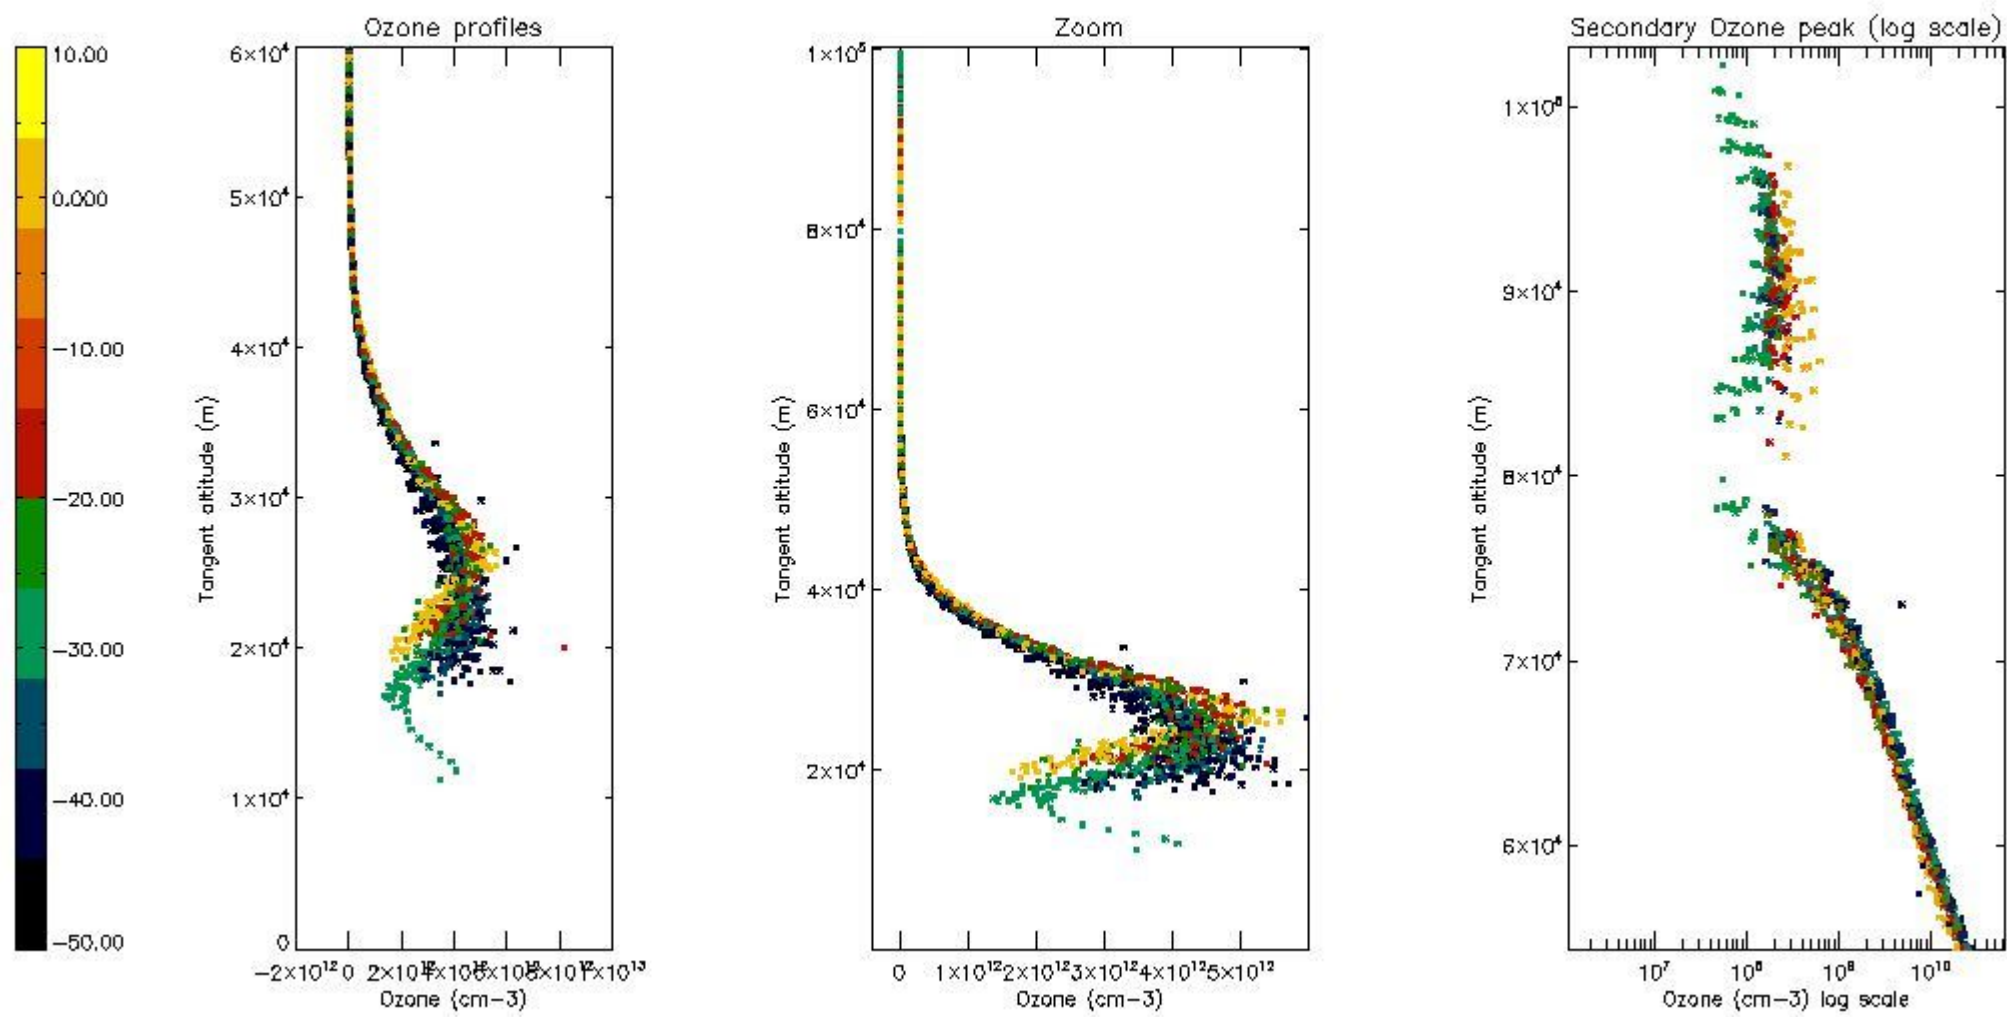 Ozone profiles
Zoom
Secondary Ozone peak (log scale)
10.00
0.000
−10.00
−20.00
−30.00
−40.00
−50.00
6×10⁴
5×10⁴
4×10⁴
3×10⁴
2×10⁴
1×10⁴
0
Tangent altitude (m)
−2×10¹² 0
Ozone (cm−3)
1×10⁵
8×10⁴
6×10⁴
4×10⁴
2×10⁴
Tangent altitude (m)
0 1×10¹² 2×10¹² 3×10¹² 4×10¹² 5×10¹²
Ozone (cm−3)
1×10⁵
9×10⁴
8×10⁴
7×10⁴
6×10⁴
Tangent altitude (m)
10⁷ 10⁸ 10⁹ 10¹⁰
Ozone (cm−3) log scale